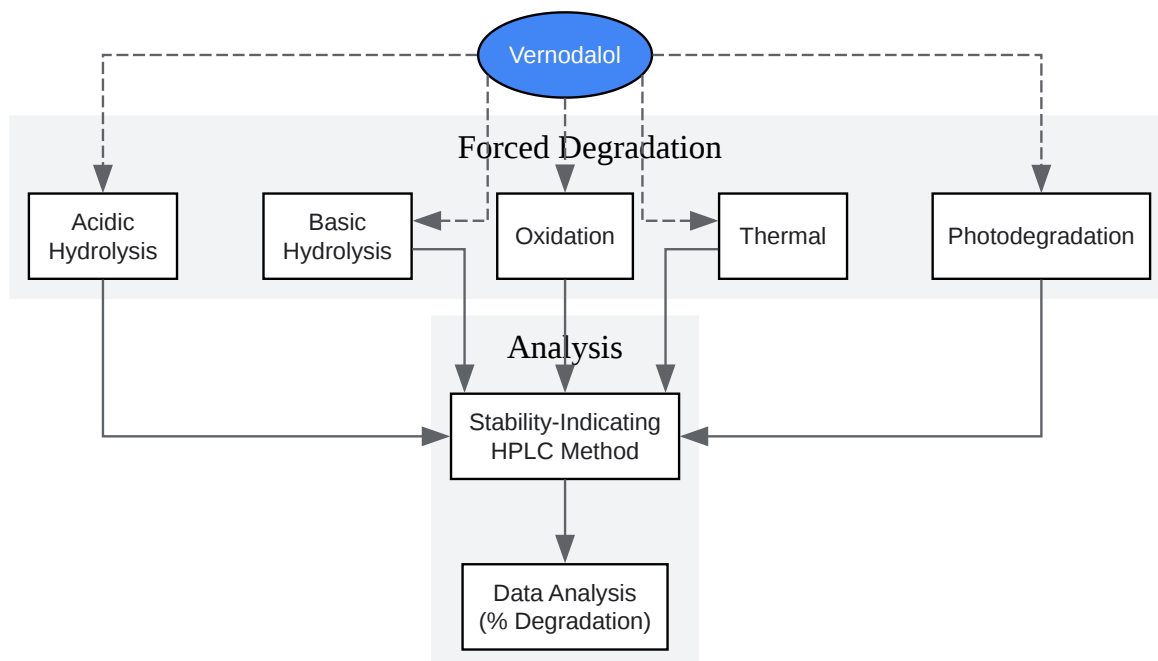 Vernodalol
Forced Degradation
Acidic
Hydrolysis
Basic
Hydrolysis
Oxidation
Thermal
Photodegradation
Analysis
Stability-Indicating
HPLC Method
Data Analysis
(% Degradation)